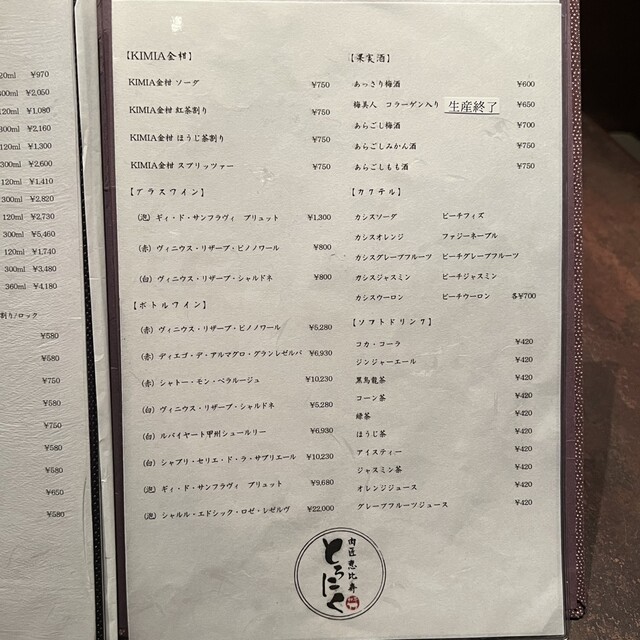 20ml ¥970
300ml ¥2,050
120ml ¥1,080
300ml ¥2,160
120ml ¥1,300
300ml ¥2,600
120ml ¥1,410
300ml ¥2,820
120ml ¥2,730
300ml ¥5,460
120ml ¥1,740
300ml ¥3,480
360ml ¥4,180
割り/ロック
¥580
¥580
¥750
¥580
¥750
¥580
¥580
¥650
¥580
【KIMIA金柑】
KIMIA金柑 ソーダ ¥750
KIMIA金柑 紅茶割り ¥750
KIMIA金柑 ほうじ茶割り ¥750
KIMIA金柑 スプリッツァー ¥750
【グラスワイン】
(泡) ギィ・ド・サンフラヴィ ブリュット ¥1,300
(赤) ヴィニウス・リザーブ・ピノノワール ¥800
(白) ヴィニウス・リザーブ・シャルドネ ¥800
【ボトルワイン】
(赤) ヴィニウス・リザーブ・ピノノワール ¥5,280
(赤) ディエゴ・デ・アルマグロ・グランレゼルバ ¥6,930
(赤) シャトー・モン・ペラルージュ ¥10,230
(白) ヴィニウス・リザーブ・シャルドネ ¥5,280
(白) ルバイヤート甲州シュールリー ¥6,930
(白) シャブリ・セリエ・ド・ラ・サブリエール ¥10,230
(泡) ギィ・ド・サンフラヴィ ブリュット ¥9,680
(泡) シャルル・エドシック・ロゼ・レゼルヴ ¥22,000
【果実酒】
あっさり梅酒 ¥600
梅美人 コラーゲン入り 生産終了 ¥650
あらごし梅酒 ¥700
あらごしみかん酒 ¥750
あらごしもも酒 ¥750
【カクテル】
カシスソーダ ピーチフィズ
カシスオレンジ ファジーネーブル
カシスグレープフルーツ ピーチグレープフルーツ
カシスジャスミン ピーチジャスミン
カシスウーロン ピーチウーロン 各¥700
【ソフトドリンク】
コカ・コーラ ¥420
ジンジャーエール ¥420
黒烏龍茶 ¥420
コーン茶 ¥420
緑茶 ¥420
ほうじ茶 ¥420
アイスティー ¥420
ジャスミン茶 ¥420
オレンジジュース ¥420
グレープフルーツジュース ¥420
肉匠恵比寿
とろにく